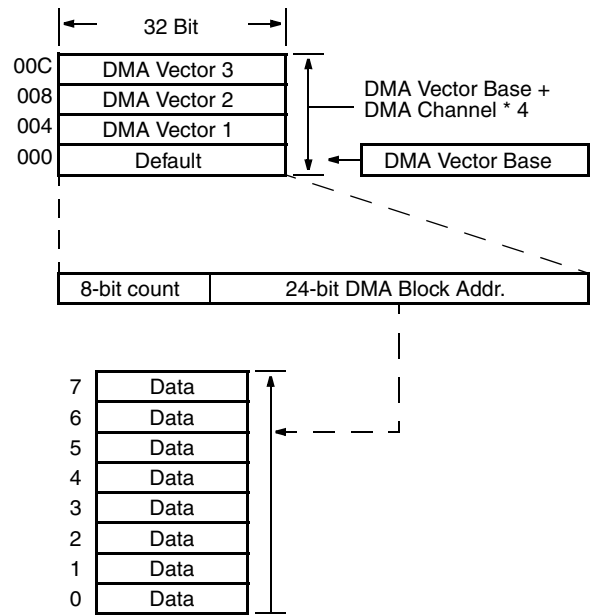 32 Bit
00C DMA Vector 3
008 DMA Vector 2
004 DMA Vector 1
000 Default
DMA Vector Base +
DMA Channel * 4
DMA Vector Base
8-bit count 24-bit DMA Block Addr.
7 Data
6 Data
5 Data
4 Data
3 Data
2 Data
1 Data
0 Data